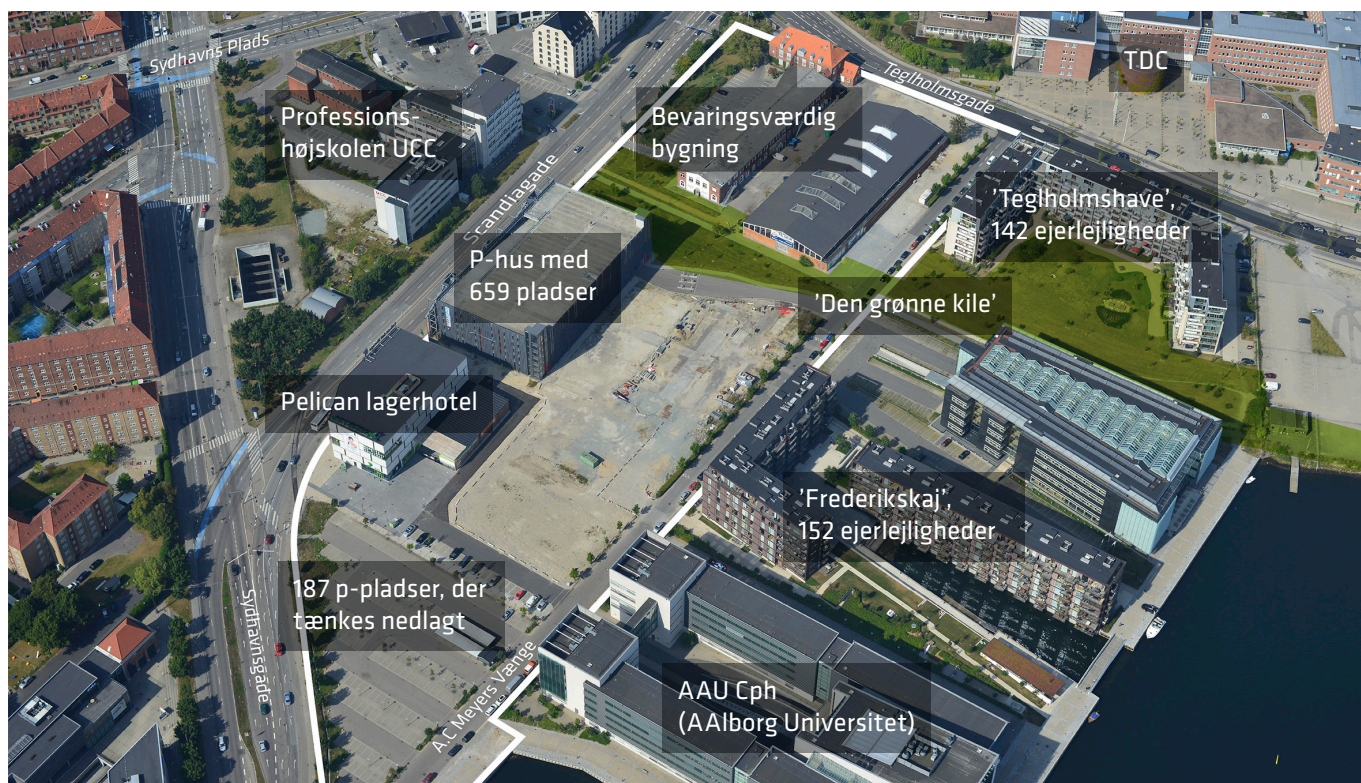 Sydhavns Plads
TDC
Teglholmsgade
Professions-
højskolen UCC
Bevaringsværdig
bygning
Scandiagade
'Teglholmshave',
142 ejerlejligheder
P-hus med
659 pladser
'Den grønne kile'
Pelican lagerhotel
'Frederikskaj',
152 ejerlejligheder
187 p-pladser, der
tænkes nedlagt
Sydhavnsgade
A.C Meyers Vænge
AAU Cph
(AAlborg Universitet)